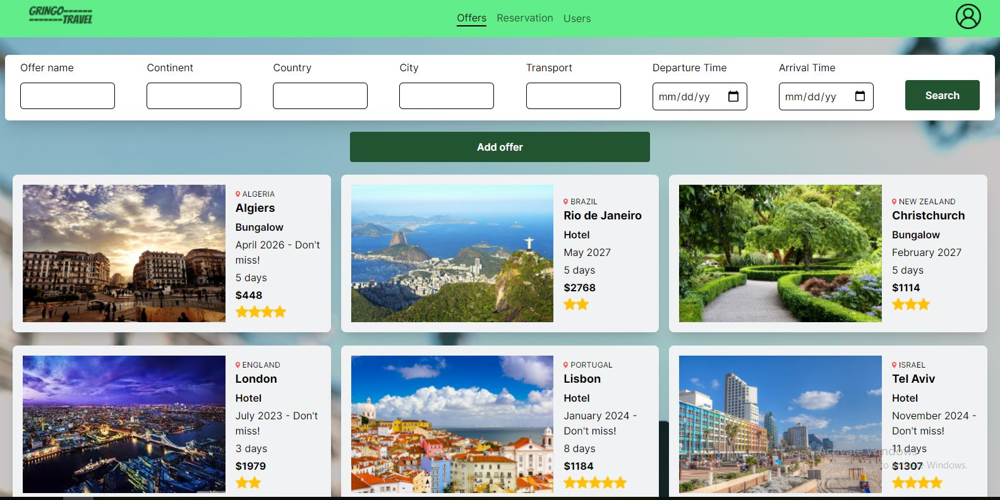 GRINGO------
-------TRAVEL
Offers Reservation Users
Offer name Continent Country City Transport Departure Time Arrival Time
mm/dd/yy mm/dd/yy Search
Add offer
ALGERIA
Algiers
Bungalow
April 2026 - Don't
miss!
5 days
$448
BRAZIL
Rio de Janeiro
Hotel
May 2027
5 days
$2768
NEW ZEALAND
Christchurch
Bungalow
February 2027
5 days
$1114
ENGLAND
London
Hotel
July 2023 - Don't
miss!
3 days
$1979
PORTUGAL
Lisbon
Hotel
January 2024 -
Don't miss!
8 days
$1184
ISRAEL
Tel Aviv
Hotel
November 2024 -
Don't miss!
11 days
$1307
Activate Windows
to activate Windows.